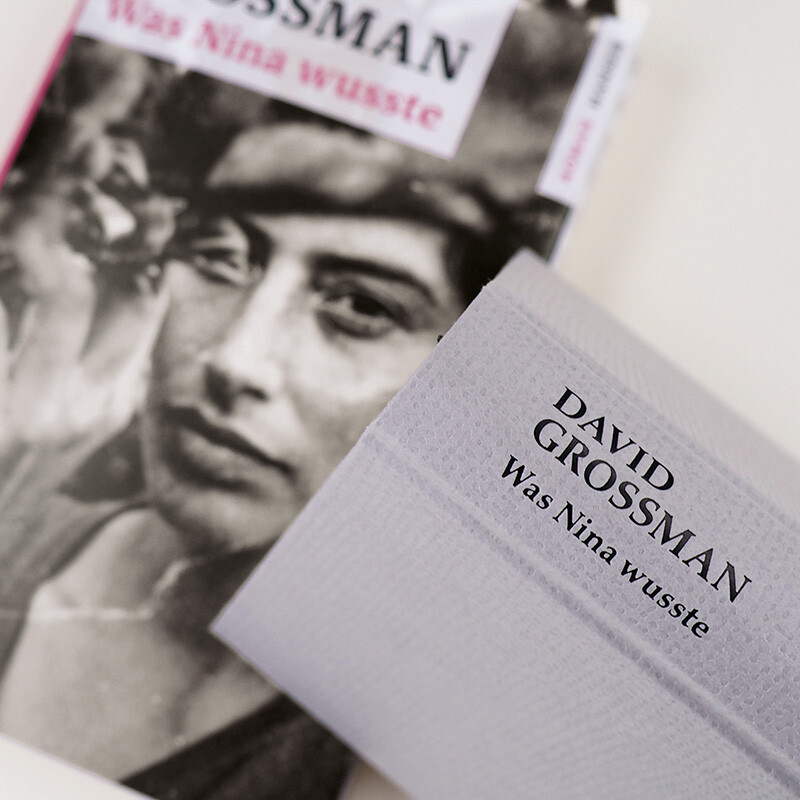 GROSSMAN
Was Nina wusste
DAVID
GROSSMAN
Was Nina wusste